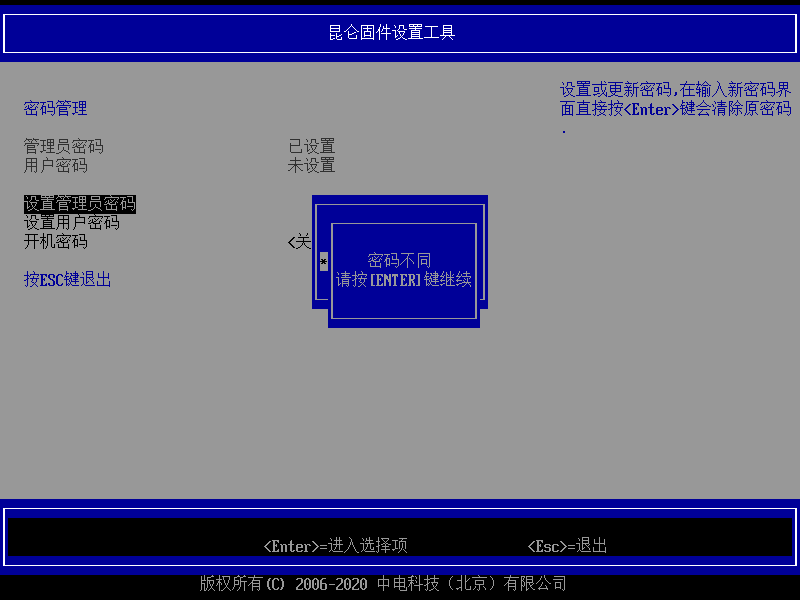 昆仑固件设置工具
密码管理
设置或更新密码,在输入新密码界
面直接按<Enter>键会清除原密码
.
管理员密码 已设置
用户密码 未设置
设置管理员密码
设置用户密码
开机密码 <关
*
密码不同
请按[ENTER]键继续
按ESC键退出
<Enter>=进入选择项 <Esc>=退出
版权所有(C) 2006-2020 中电科技（北京）有限公司